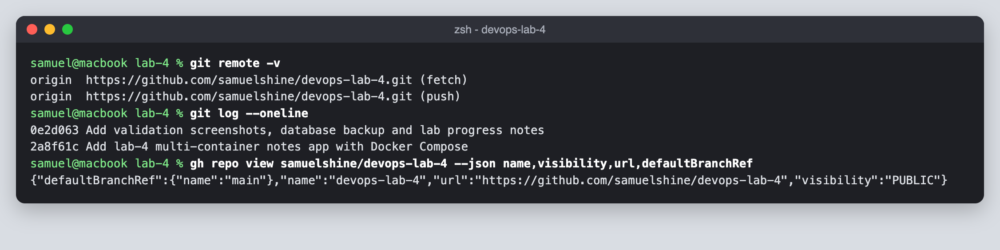 zsh - devops-lab-4
samuel@macbook lab-4 % git remote -v
origin  https://github.com/samuelshine/devops-lab-4.git (fetch)
origin  https://github.com/samuelshine/devops-lab-4.git (push)
samuel@macbook lab-4 % git log --oneline
0e2d063 Add validation screenshots, database backup and lab progress notes
2a8f61c Add lab-4 multi-container notes app with Docker Compose
samuel@macbook lab-4 % gh repo view samuelshine/devops-lab-4 --json name,visibility,url,defaultBranchRef
{"defaultBranchRef":{"name":"main"},"name":"devops-lab-4","url":"https://github.com/samuelshine/devops-lab-4","visibility":"PUBLIC"}